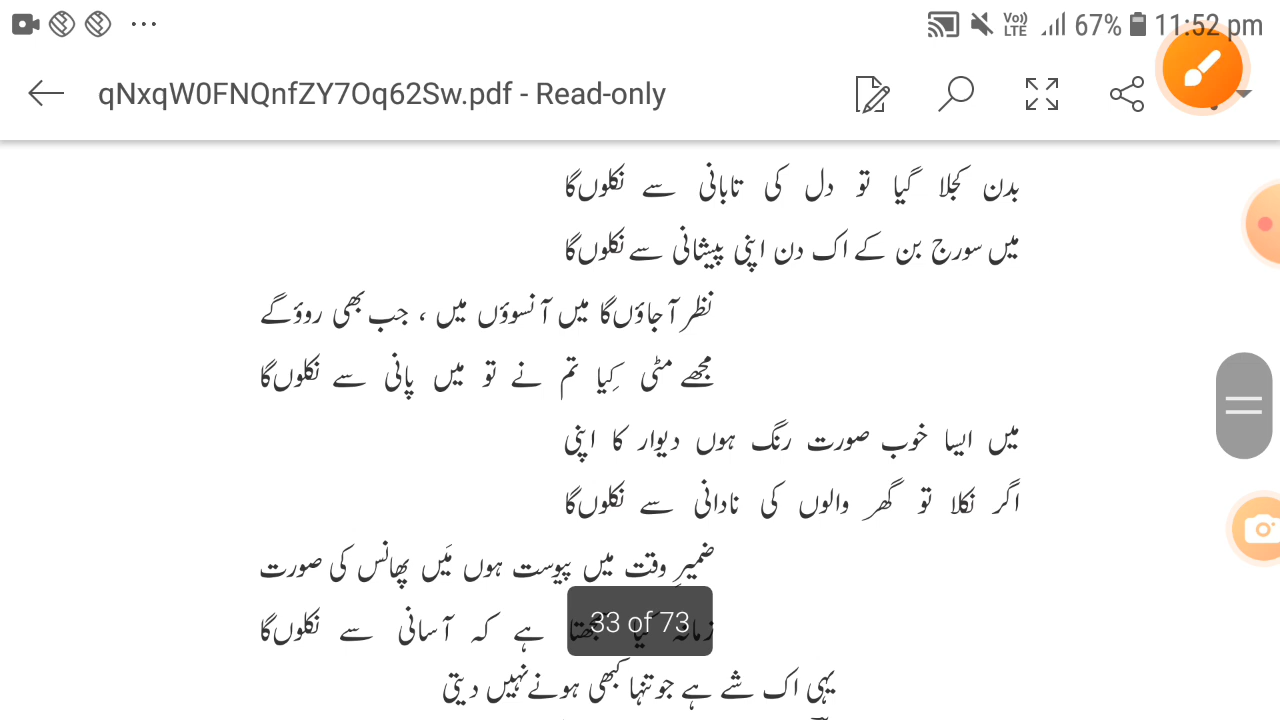 Vo)) LTE 67% 11:52 pm
qNxqW0FNQnfZY7Oq62Sw.pdf - Read-only
بدن کجلا گیا تو دل کی تابانی سے نکلوں گا
میں سورج بن کے اک دن اپنی پیشانی سے نکلوں گا
نظر آ جاؤں گا میں آنسوؤں میں ، جب بھی روؤ گے
مجھے مٹی کِیا تم نے تو میں پانی سے نکلوں گا
میں ایسا خوب صورت رنگ ہوں دیوار کا اپنی
اگر نکلا تو گھر والوں کی نادانی سے نکلوں گا
ضمیرِ وقت میں پیوست ہوں مَیں پھانس کی صورت
ہے کہ آسانی سے نکلوں گا
33 of 73
یہی اک شے ہے جو تنہا کبھی ہونے نہیں دیتی